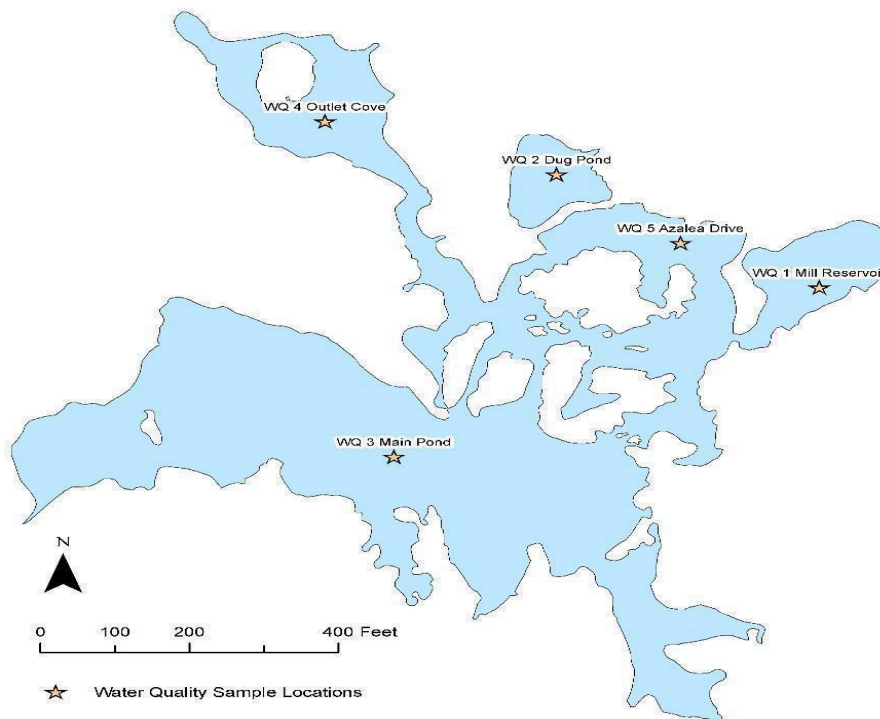 WQ 4 Outlet Cove
WQ 2 Dug Pond
WQ 5 Azalea Drive
WQ 1 Mill Reservoi
WQ 3 Main Pond
N
0 100 200 400 Feet
Water Quality Sample Locations